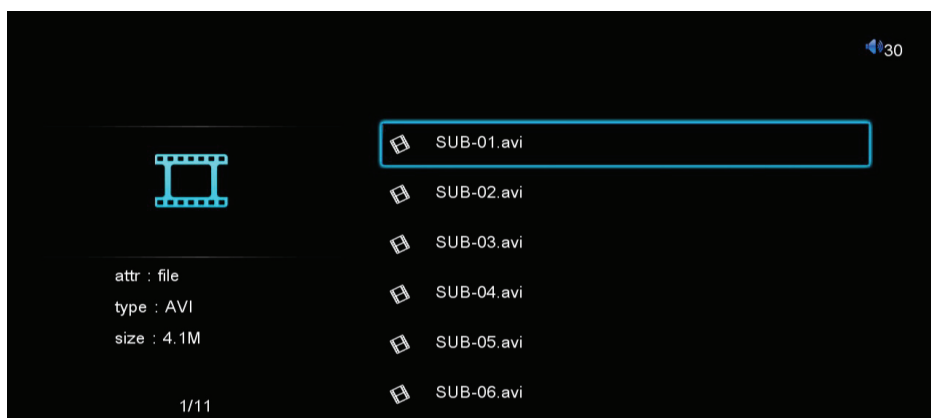 30
SUB-01.avi
SUB-02.avi
SUB-03.avi
SUB-04.avi
SUB-05.avi
SUB-06.avi
attr : file
type : AVI
size : 4.1M
1/11